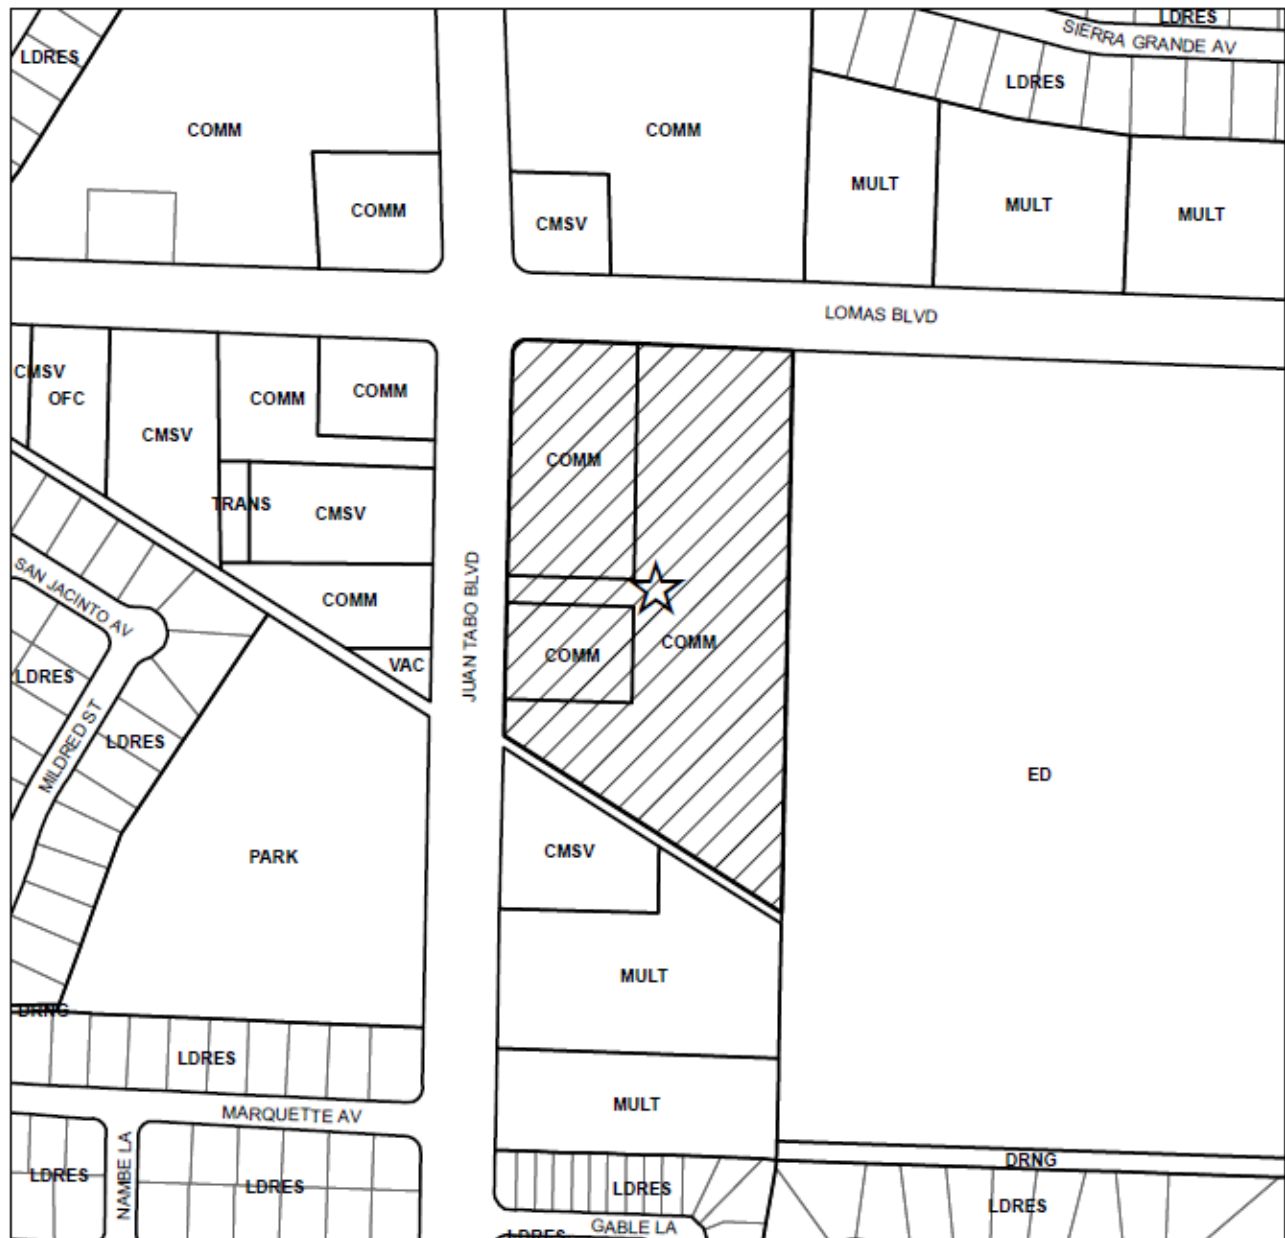 LDRES
SIERRA GRANDE AV
LDRES
LDRES
COMM
COMM
MULT
MULT
MULT
COMM
CMSV
LOMAS BLVD
CMSV
OFC
COMM
COMM
CMSV
COMM
TRANS
CMSV
SAN JACINTO AV
COMM
JUAN TABO BLVD
COMM
COMM
VAC
LDRES
MILDRED ST
LDRES
ED
PARK
CMSV
MULT
DRNG
LDRES
MULT
MARQUETTE AV
NAMBE LA
LDRES
LDRES
DRNG
LDRES
LDRES
GABLE LA
LDRES